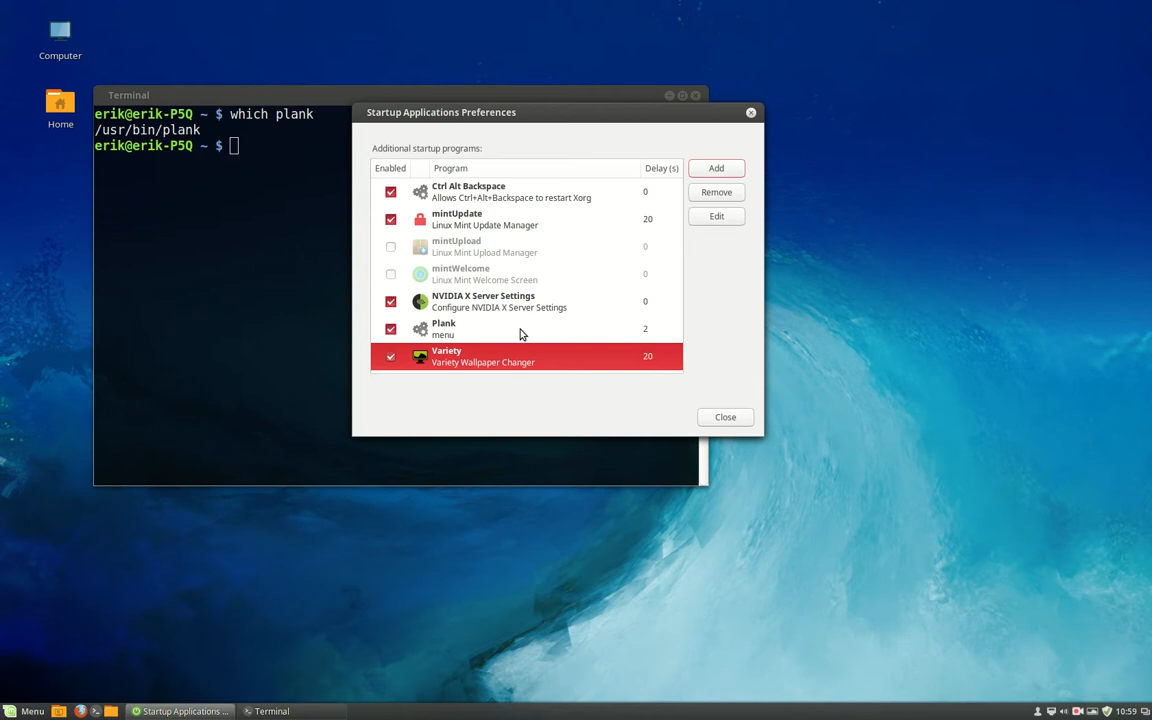 Computer
Home
Terminal
erik@erik-P5Q ~ $ which plank
/usr/bin/plank
erik@erik-P5Q ~ $
Startup Applications Preferences
Additional startup programs:
Enabled Program Delay (s)
Ctrl Alt Backspace
Allows Ctrl+Alt+Backspace to restart Xorg
0
mintUpdate
Linux Mint Update Manager
20
mintUpload
Linux Mint Upload Manager
0
mintWelcome
Linux Mint Welcome Screen
0
NVIDIA X Server Settings
Configure NVIDIA X Server Settings
0
Plank
menu
2
Variety
Variety Wallpaper Changer
20
Add
Remove
Edit
Close
Menu
Startup Applications ...
Terminal
10:59